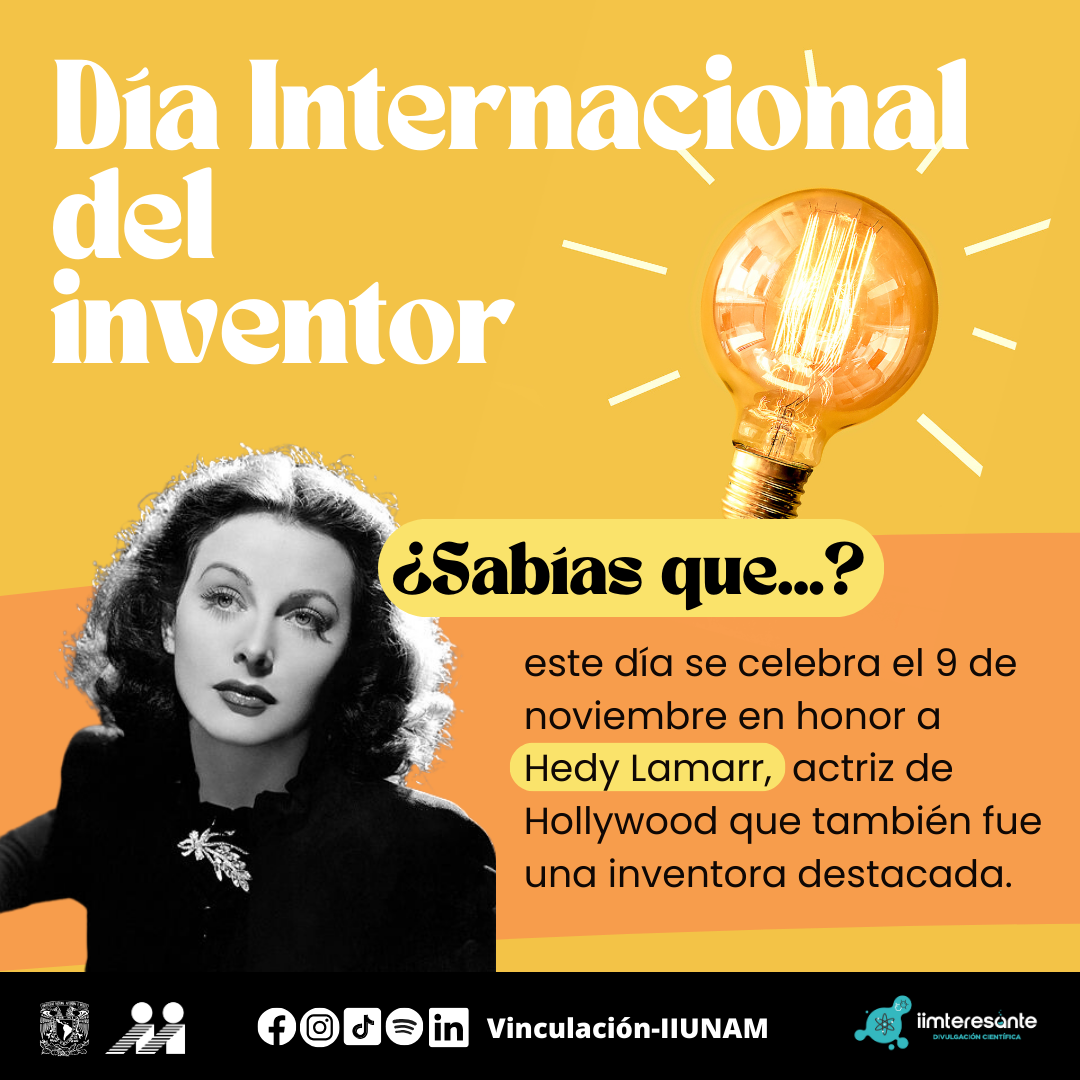 Día Internacional
del
inventor
¿Sabías que...?
este día se celebra el 9 de
noviembre en honor a
Hedy Lamarr, actriz de
Hollywood que también fue
una inventora destacada.
Vinculación-IIUNAM
iimteresante
DIVULGACIÓN CIENTÍFICA